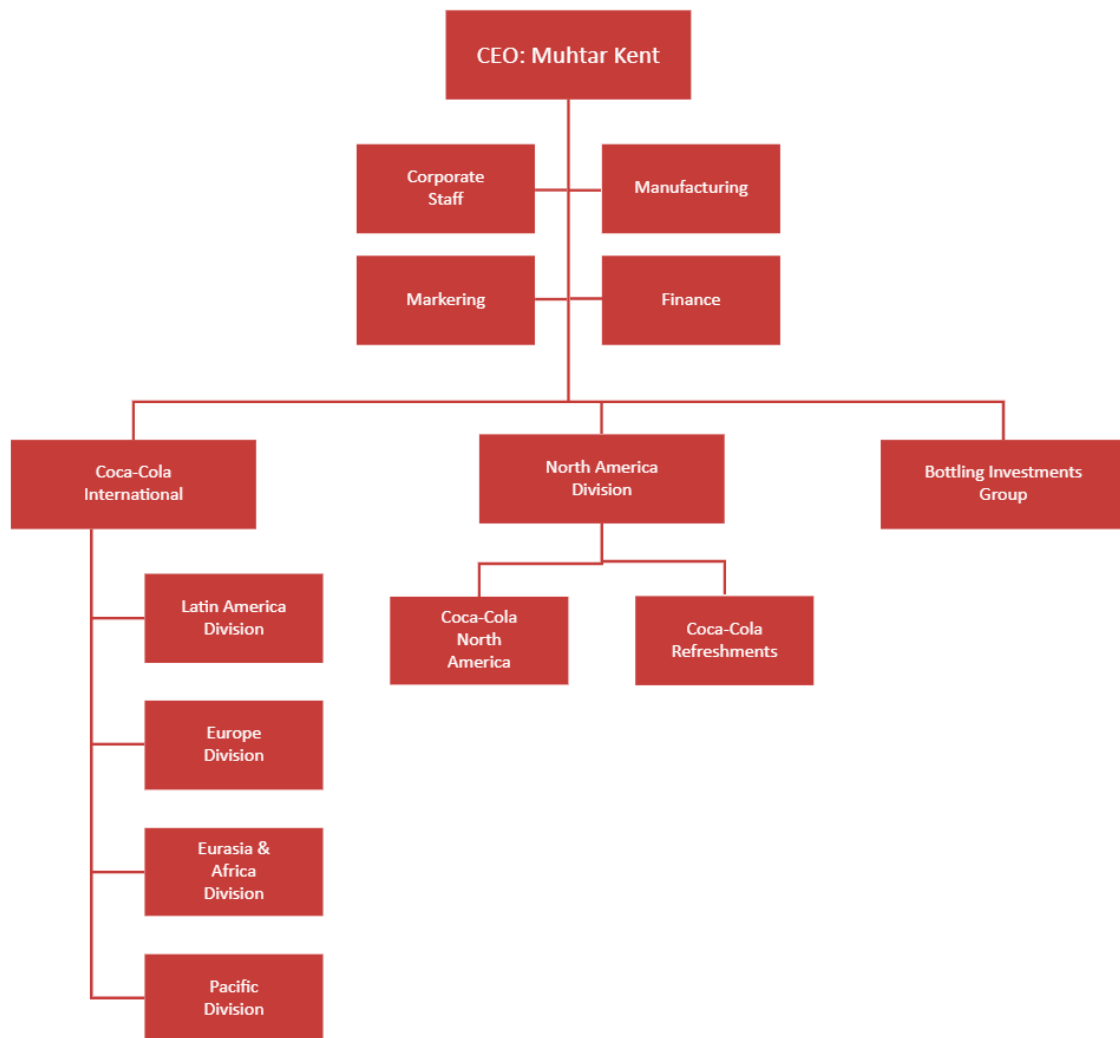 CEO: Muhtar Kent
Corporate
Staff
Manufacturing
Markering
Finance
Coca-Cola
International
North America
Division
Bottling Investments
Group
Latin America
Division
Coca-Cola
North
America
Coca-Cola
Refreshments
Europe
Division
Eurasia &
Africa
Division
Pacific
Division